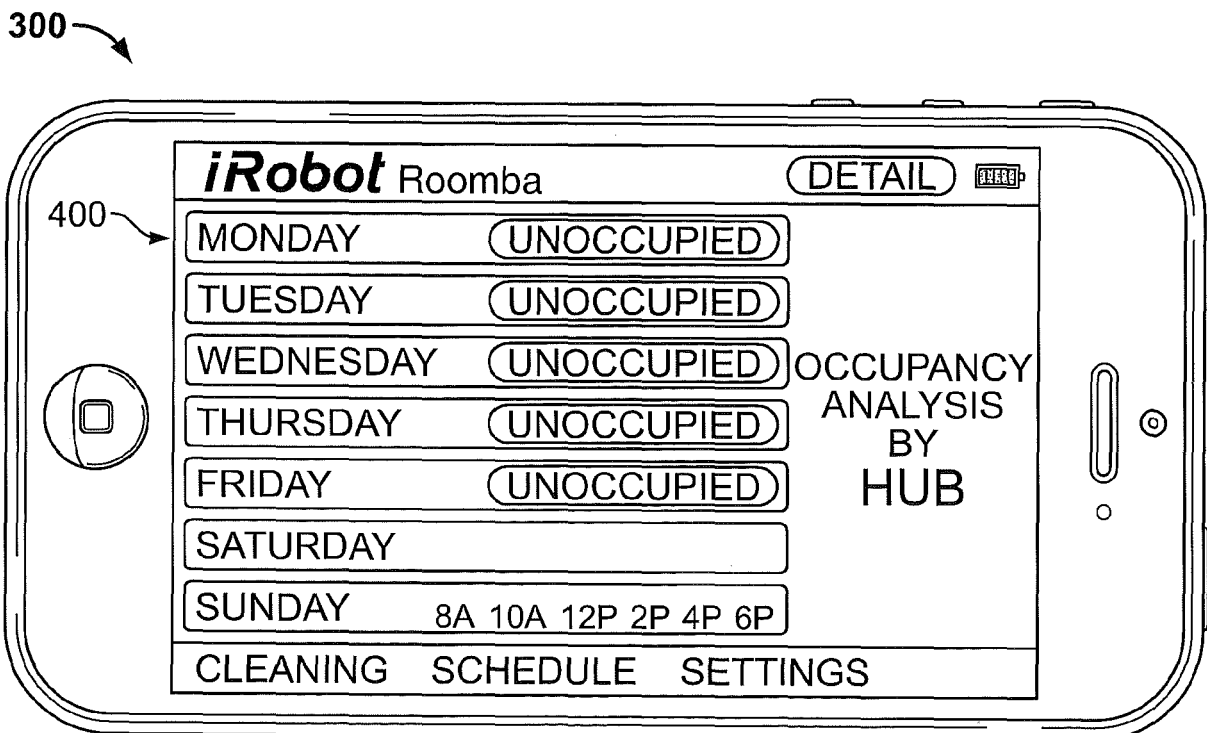 300
iRobot Roomba DETAIL
400
MONDAY UNOCCUPIED
TUESDAY UNOCCUPIED
WEDNESDAY UNOCCUPIED
THURSDAY UNOCCUPIED
FRIDAY UNOCCUPIED
SATURDAY
SUNDAY 8A 10A 12P 2P 4P 6P
OCCUPANCY
ANALYSIS
BY
HUB
CLEANING SCHEDULE SETTINGS